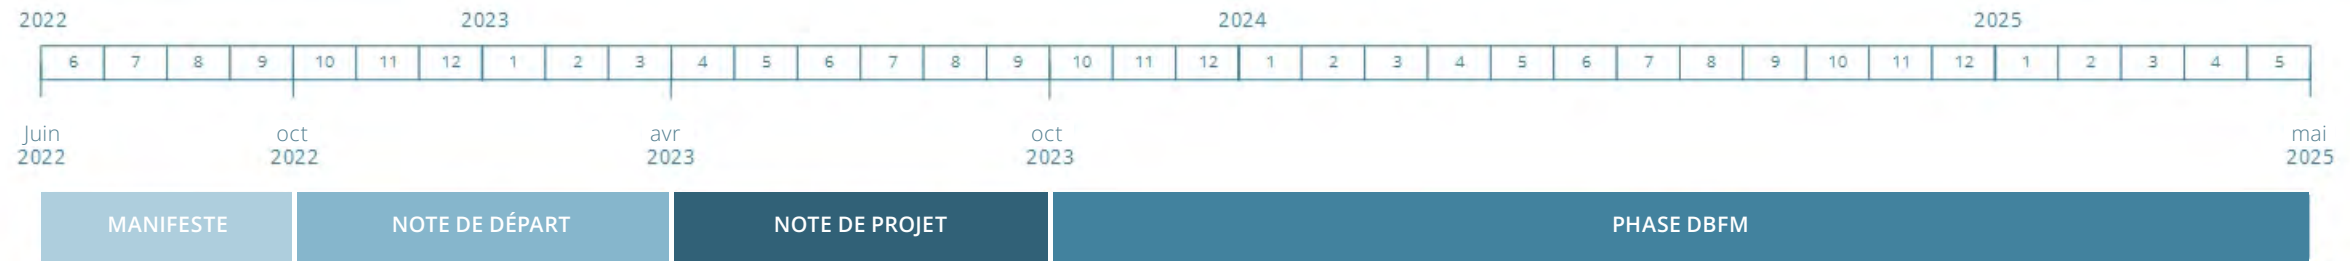 2022 2023 2024 2025
6 7 8 9 10 11 12 1 2 3 4 5 6 7 8 9 10 11 12 1 2 3 4 5 6 7 8 9 10 11 12 1 2 3 4 5
Juin oct avr oct mai
2022 2022 2023 2023 2025
MANIFESTE NOTE DE DÉPART NOTE DE PROJET PHASE DBFM